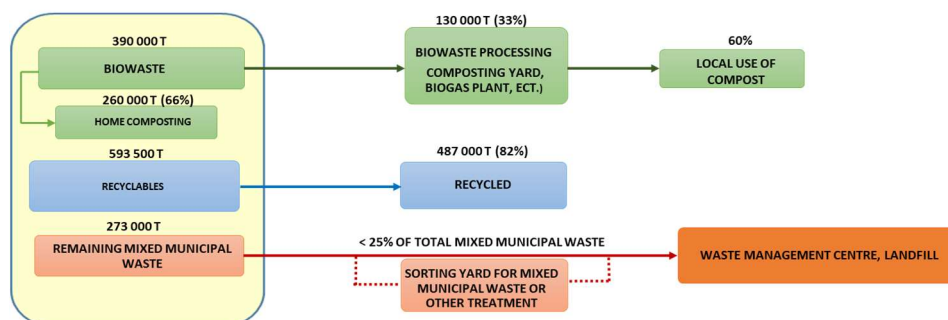 390 000 T
BIOWASTE
260 000 T (66%)
HOME COMPOSTING
130 000 T (33%)
BIOWASTE PROCESSING
COMPOSTING YARD,
BIOGAS PLANT, ECT.)
60%
LOCAL USE OF
COMPOST
593 500 T
RECYCLABLES
487 000 T (82%)
RECYCLED
273 000 T
REMAINING MIXED MUNICIPAL
WASTE
< 25% OF TOTAL MIXED MUNICIPAL WASTE
SORTING YARD FOR MIXED
MUNICIPAL WASTE OR
OTHER TREATMENT
WASTE MANAGEMENT CENTRE, LANDFILL